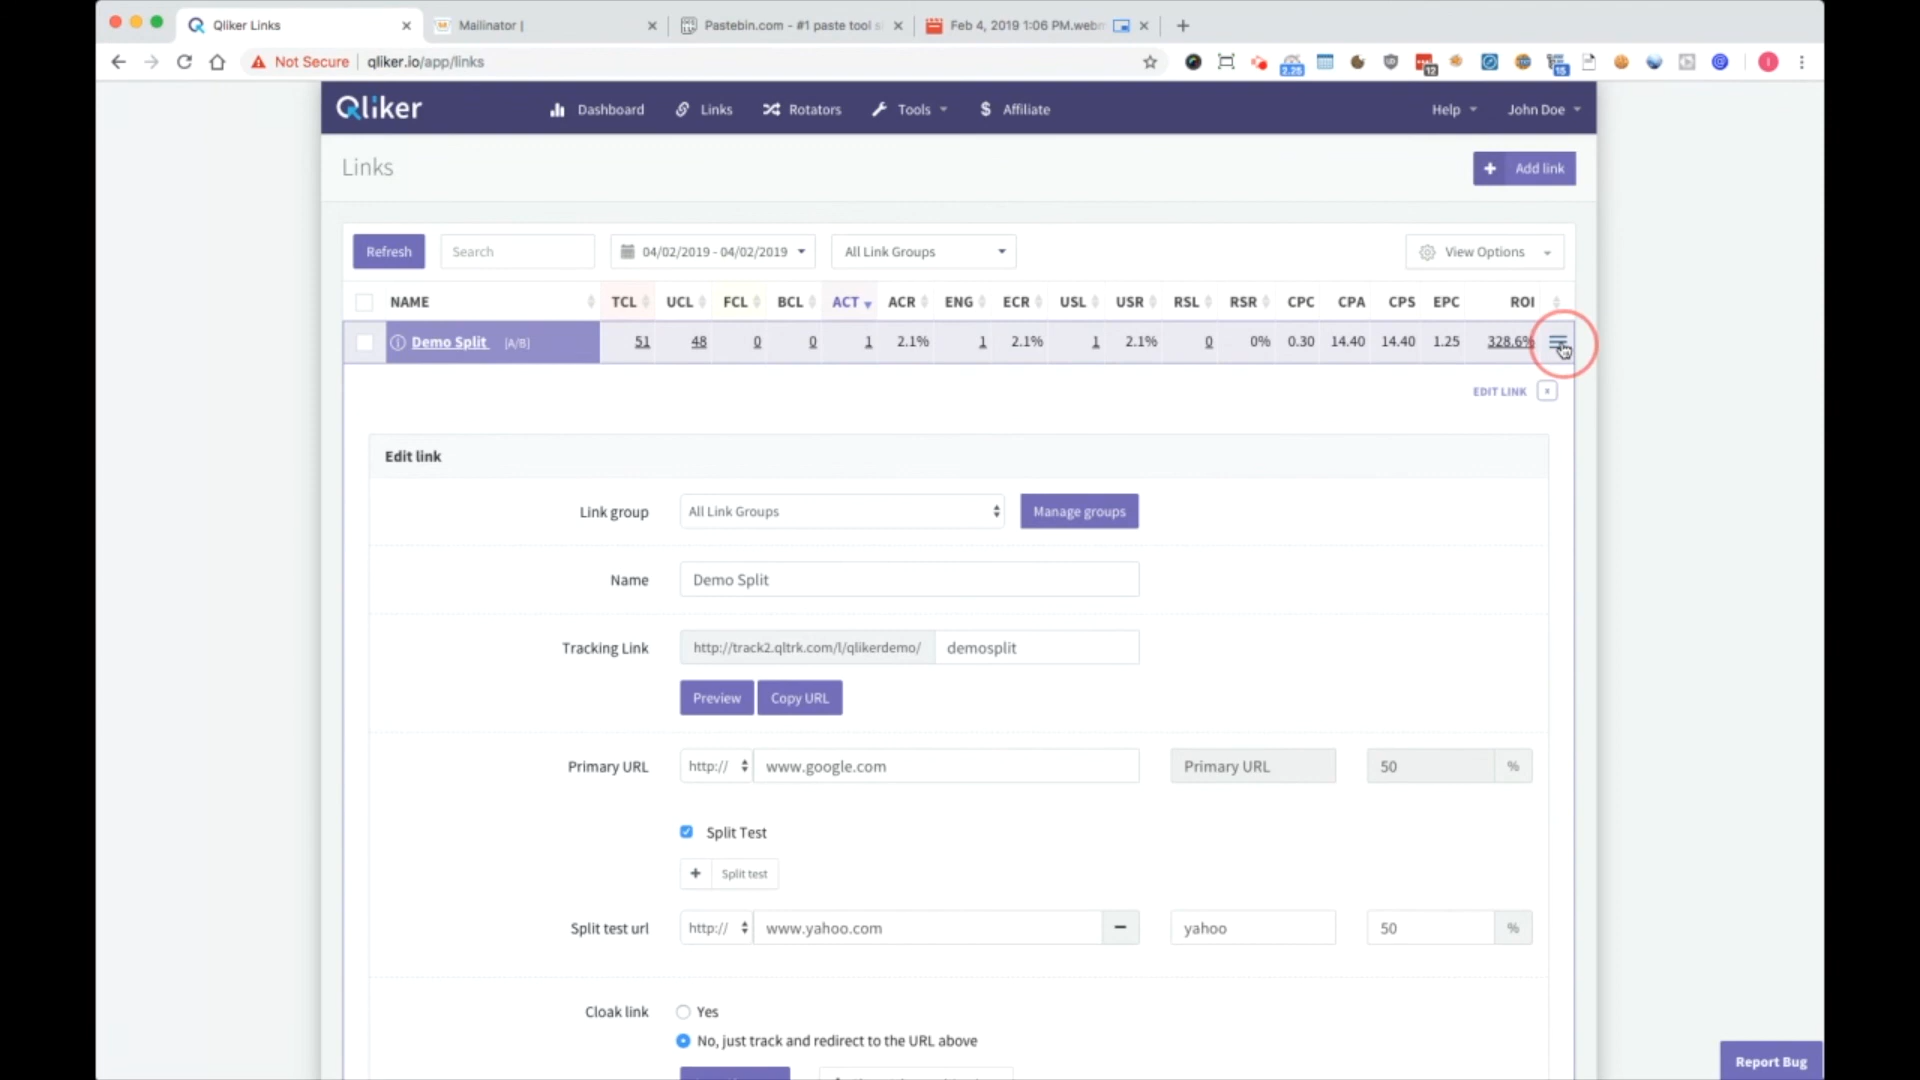 Qliker Links
Mailinator |
Pastebin.com - #1 paste tool s
Feb 4, 2019 1:06 PM.webm
Not Secure qliker.io/app/links
2.25
12
15
Qliker
Dashboard
Links
Rotators
Tools
Affiliate
Help
John Doe
Links
Add link
Refresh
Search
04/02/2019 - 04/02/2019
All Link Groups
View Options
NAME TCL UCL FCL BCL ACT ACR ENG ECR USL USR RSL RSR CPC CPA CPS EPC ROI
Demo Split [A/B] 51 48 0 0 1 2.1% 1 2.1% 1 2.1% 0 0% 0.30 14.40 14.40 1.25 328.6%
EDIT LINK x
Edit link
Link group All Link Groups Manage groups
Name Demo Split
Tracking Link http://track2.qltrk.com/l/qlikerdemo/ demosplit
Preview Copy URL
Primary URL http:// www.google.com Primary URL 50 %
Split Test
+ Split test
Split test url http:// www.yahoo.com − yahoo 50 %
Cloak link Yes
No, just track and redirect to the URL above
Report Bug